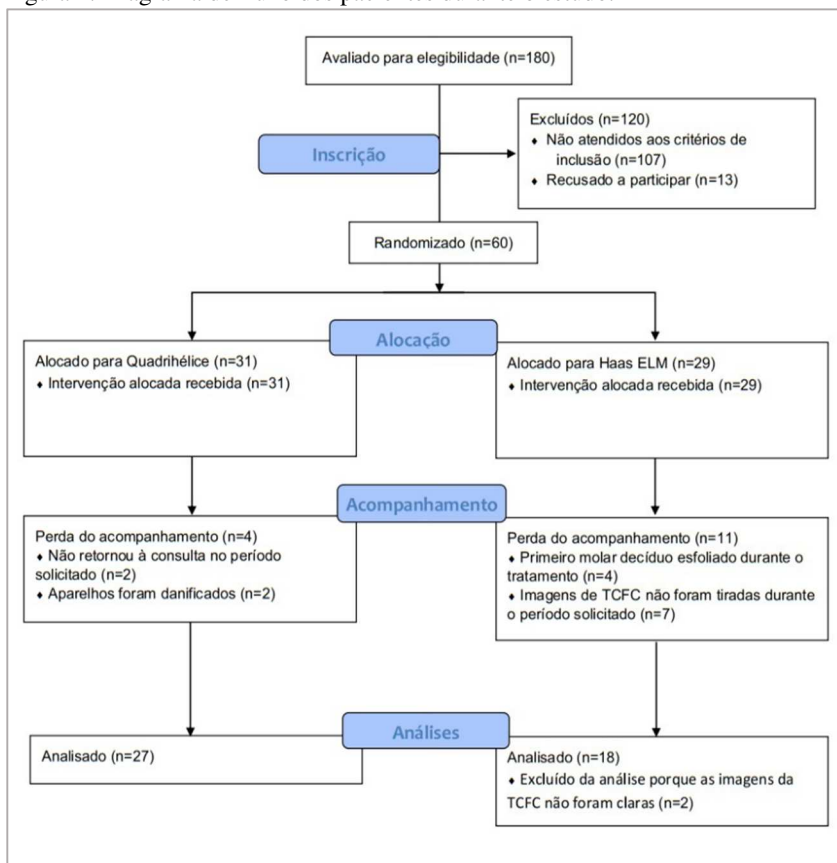 Avaliado para elegibilidade (n=180)
Excluídos (n=120)
♦ Não atendidos aos critérios de
inclusão (n=107)
♦ Recusado a participar (n=13)
Inscrição
Randomizado (n=60)
Alocação
Alocado para Quadrihélice (n=31)
♦ Intervenção alocada recebida (n=31)
Alocado para Haas ELM (n=29)
♦ Intervenção alocada recebida (n=29)
Acompanhamento
Perda do acompanhamento (n=4)
♦ Não retornou à consulta no período
solicitado (n=2)
♦ Aparelhos foram danificados (n=2)
Perda do acompanhamento (n=11)
♦ Primeiro molar decíduo esfoliado durante o
tratamento (n=4)
♦ Imagens de TCFC não foram tiradas durante
o período solicitado (n=7)
Análises
Analisado (n=27)
Analisado (n=18)
♦ Excluído da análise porque as imagens da
TCFC não foram claras (n=2)